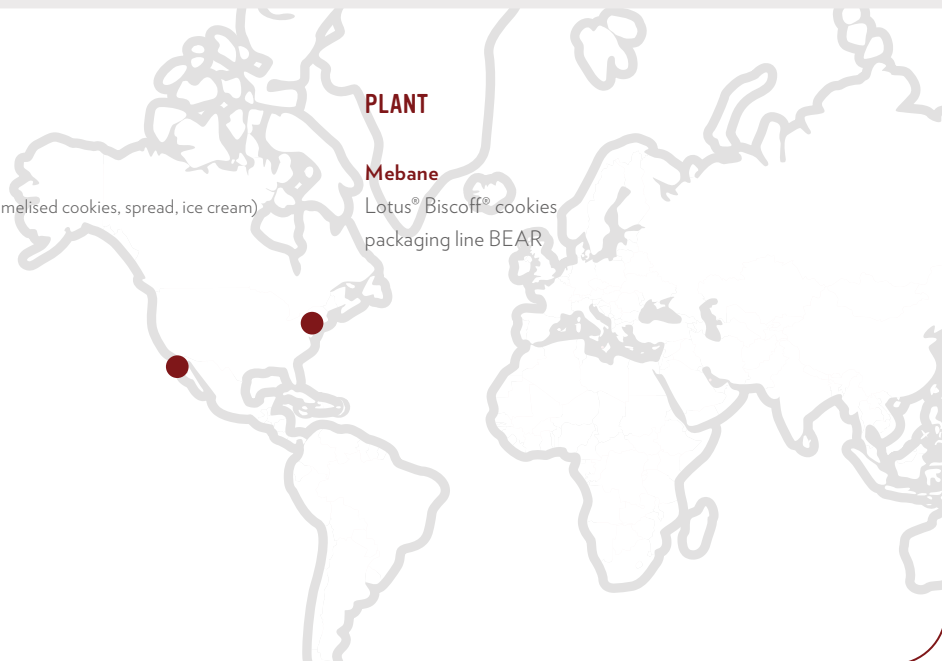 PLANT
Mebane
melised cookies, spread, ice cream)
Lotus® Biscoff® cookies
packaging line BEAR